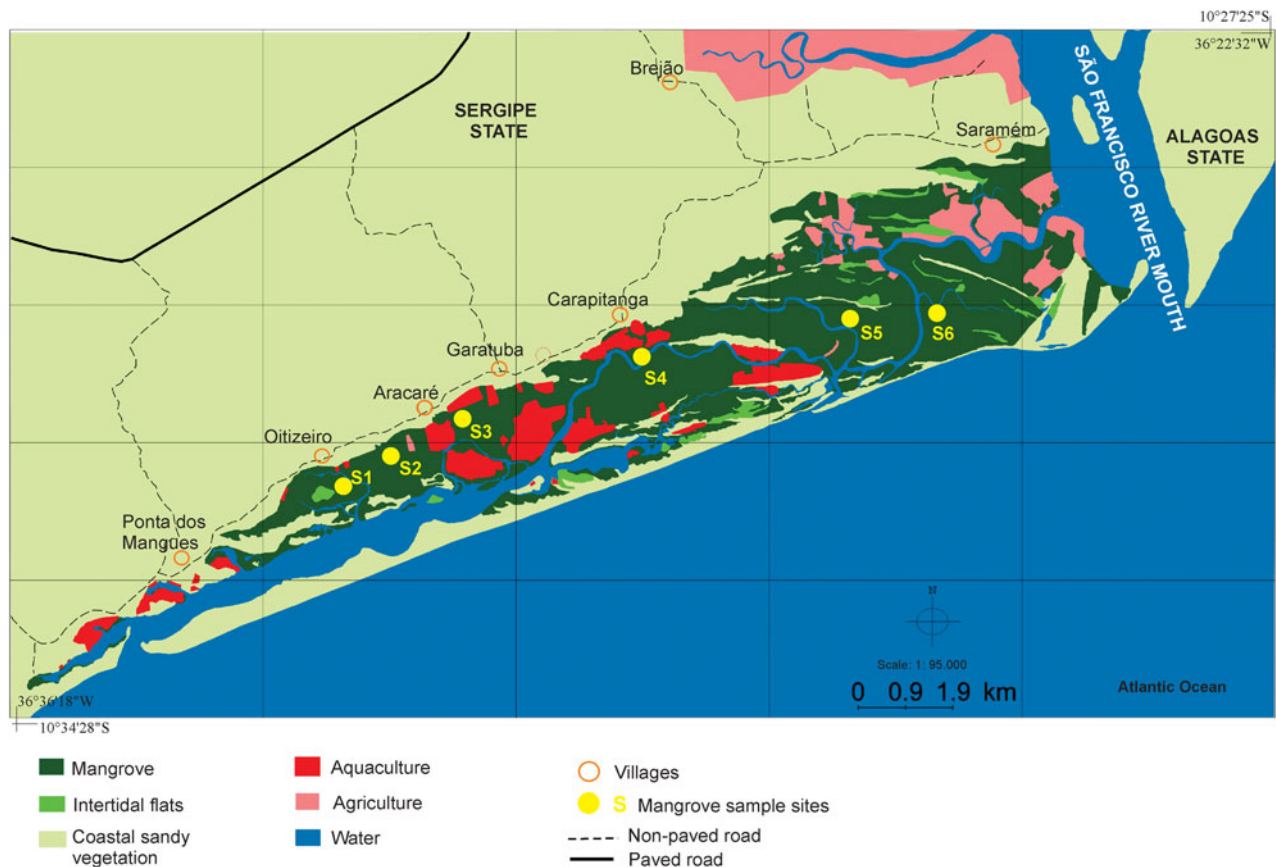 10°27'25"S
36°22'32"W
Brejão
SERGIPE
STATE
Saramém
SÃO FRANCISCO RIVER MOUTH
ALAGOAS
STATE
Carapitanga
S5
S6
Garatuba
S4
Aracaré
S3
Oitizeiro
S2
S1
Ponta dos
Mangues
N
Scale: 1: 95.000
0 0.9 1.9 km
Atlantic Ocean
36°36'18"W
10°34'28"S
Mangrove
Intertidal flats
Coastal sandy
vegetation
Aquaculture
Agriculture
Water
Villages
S Mangrove sample sites
Non-paved road
Paved road